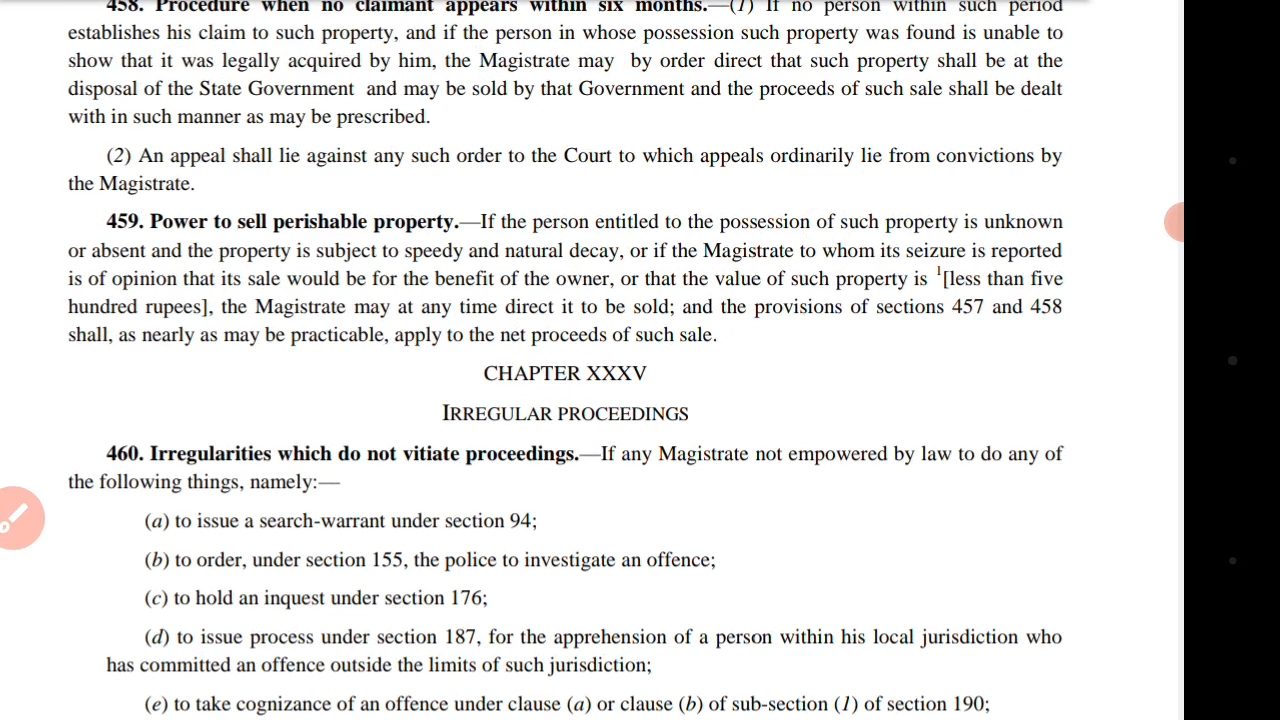 458. Procedure when no claimant appears within six months.—(1) If no person within such period
establishes his claim to such property, and if the person in whose possession such property was found is unable to
show that it was legally acquired by him, the Magistrate may by order direct that such property shall be at the
disposal of the State Government and may be sold by that Government and the proceeds of such sale shall be dealt
with in such manner as may be prescribed.
(2) An appeal shall lie against any such order to the Court to which appeals ordinarily lie from convictions by
the Magistrate.
459. Power to sell perishable property.—If the person entitled to the possession of such property is unknown
or absent and the property is subject to speedy and natural decay, or if the Magistrate to whom its seizure is reported
is of opinion that its sale would be for the benefit of the owner, or that the value of such property is ¹[less than five
hundred rupees], the Magistrate may at any time direct it to be sold; and the provisions of sections 457 and 458
shall, as nearly as may be practicable, apply to the net proceeds of such sale.
CHAPTER XXXV
IRREGULAR PROCEEDINGS
460. Irregularities which do not vitiate proceedings.—If any Magistrate not empowered by law to do any of
the following things, namely:—
(a) to issue a search-warrant under section 94;
(b) to order, under section 155, the police to investigate an offence;
(c) to hold an inquest under section 176;
(d) to issue process under section 187, for the apprehension of a person within his local jurisdiction who
has committed an offence outside the limits of such jurisdiction;
(e) to take cognizance of an offence under clause (a) or clause (b) of sub-section (1) of section 190;